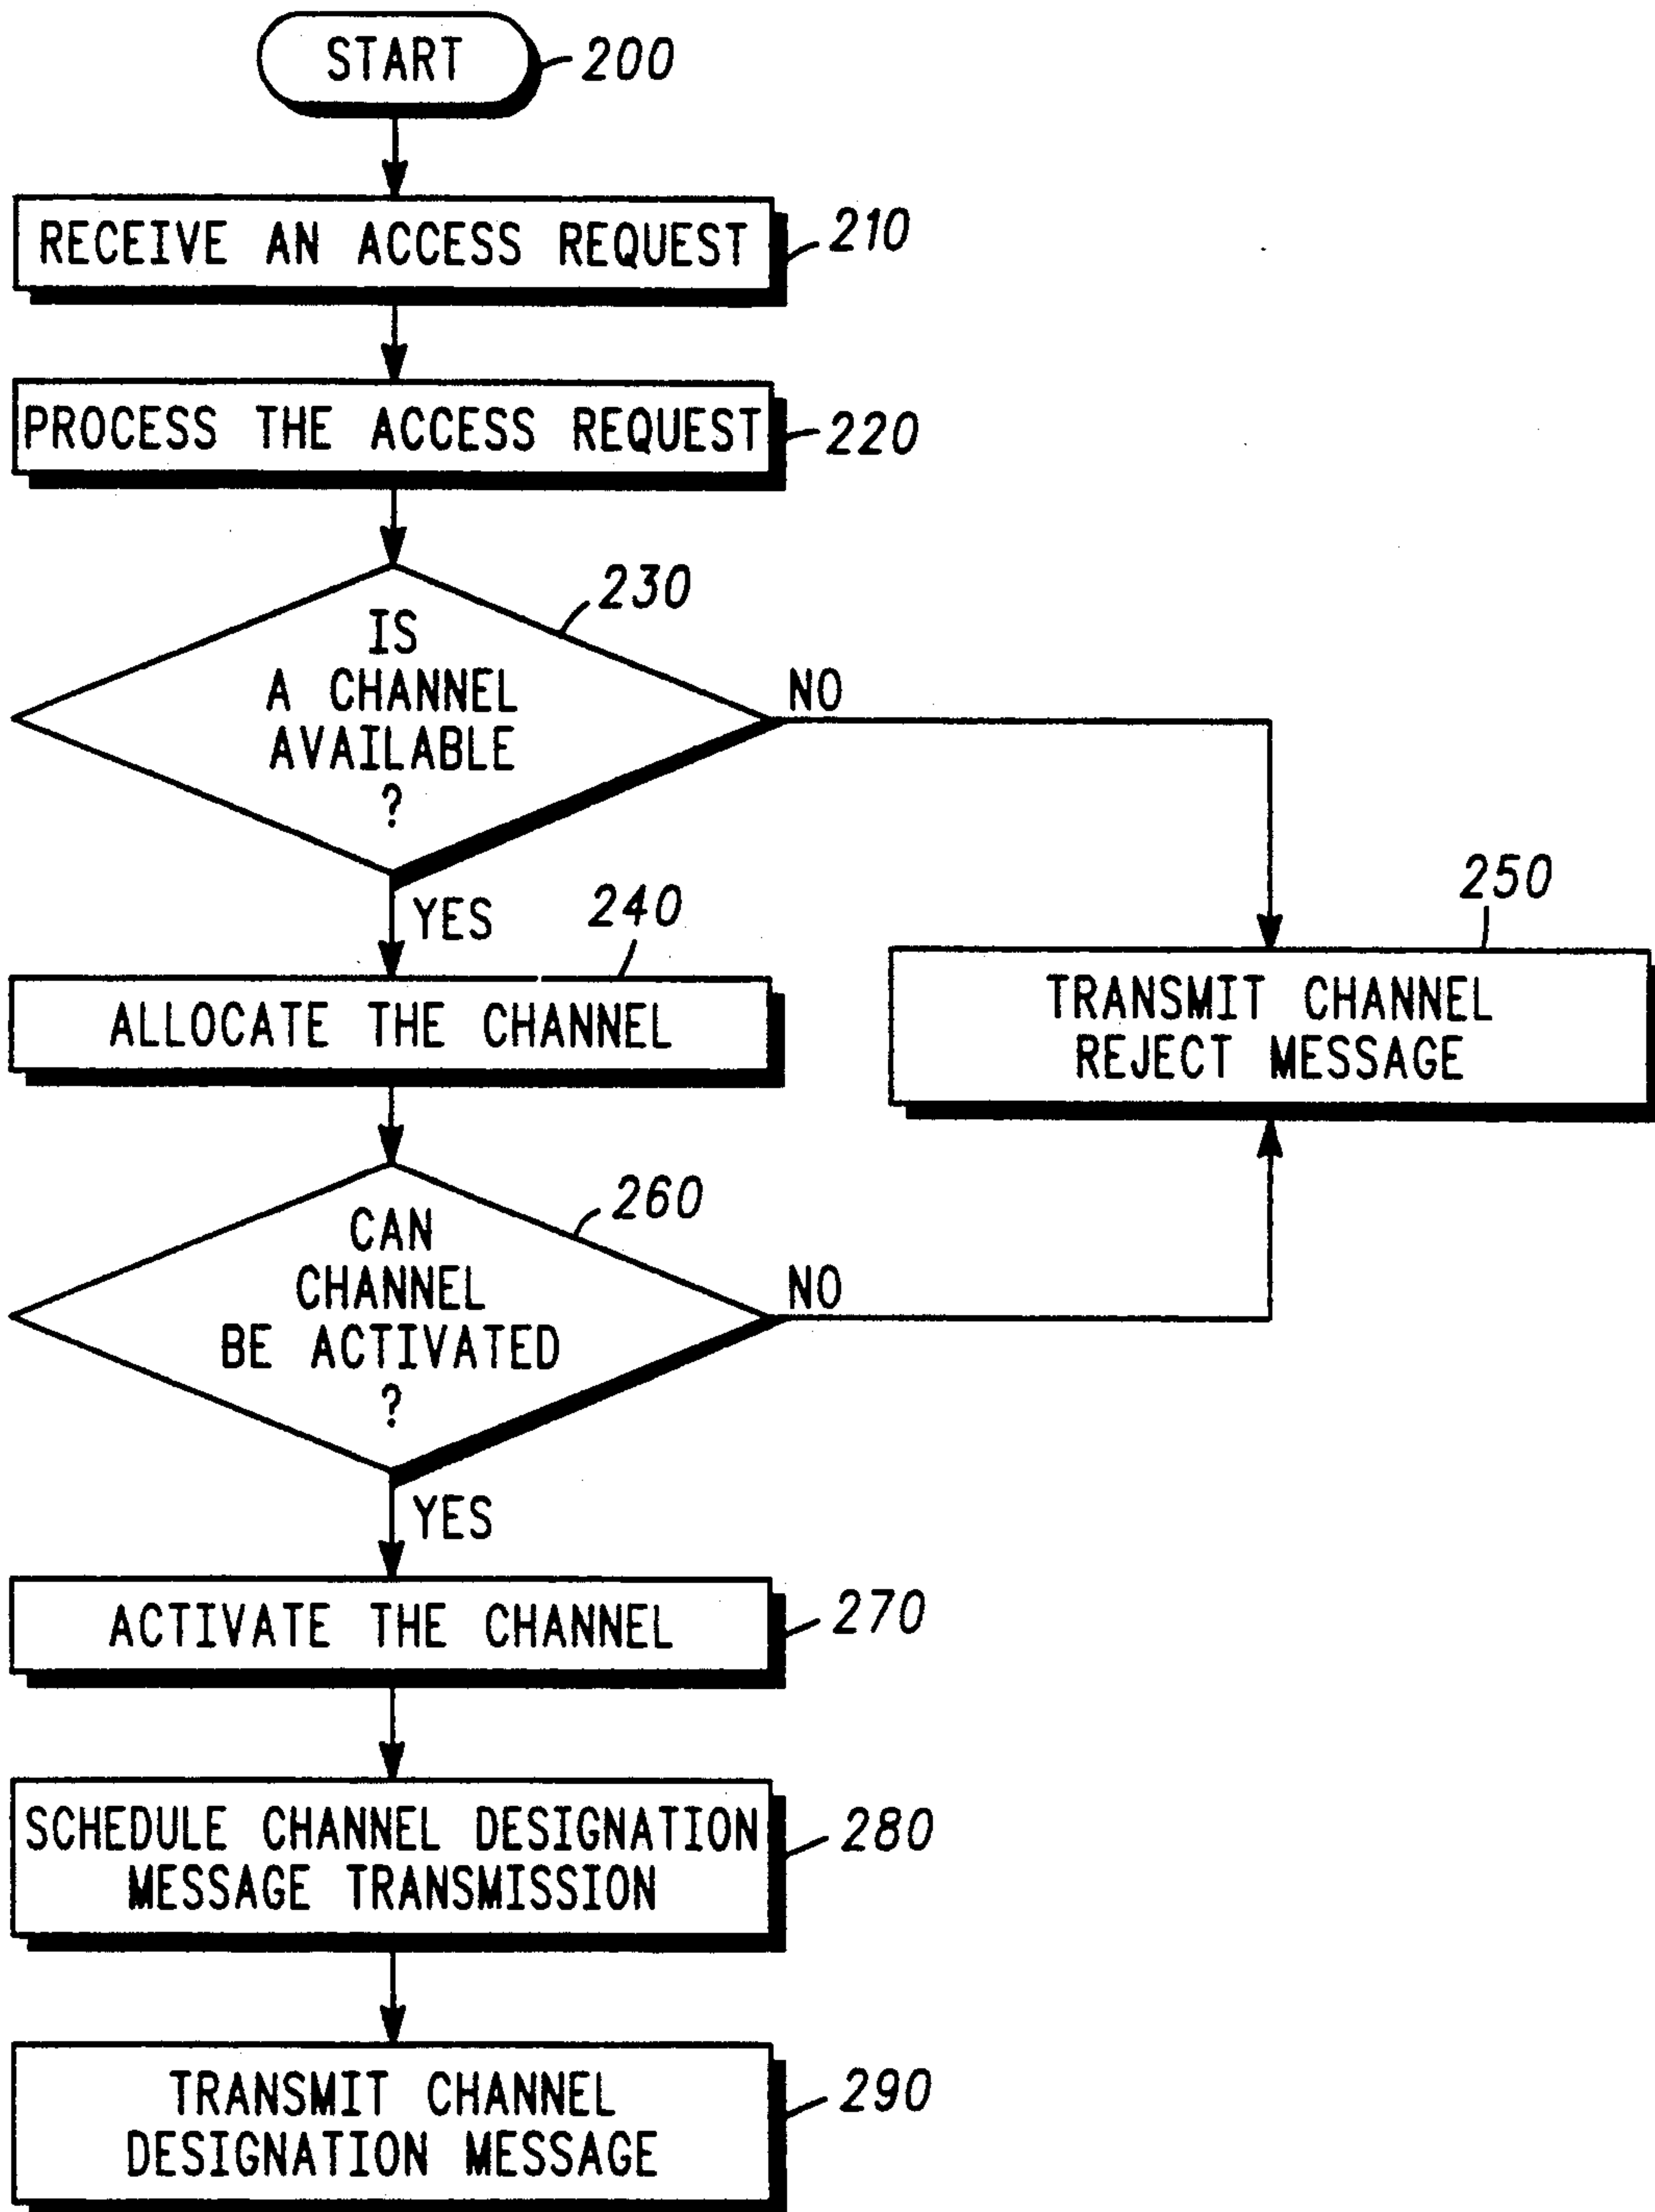 START
200
RECEIVE AN ACCESS REQUEST
210
PROCESS THE ACCESS REQUEST
220
230
IS
A CHANNEL
AVAILABLE
?
NO
YES
240
ALLOCATE THE CHANNEL
250
TRANSMIT CHANNEL
REJECT MESSAGE
260
CAN
CHANNEL
BE ACTIVATED
?
NO
YES
ACTIVATE THE CHANNEL
270
SCHEDULE CHANNEL DESIGNATION
MESSAGE TRANSMISSION
280
TRANSMIT CHANNEL
DESIGNATION MESSAGE
290